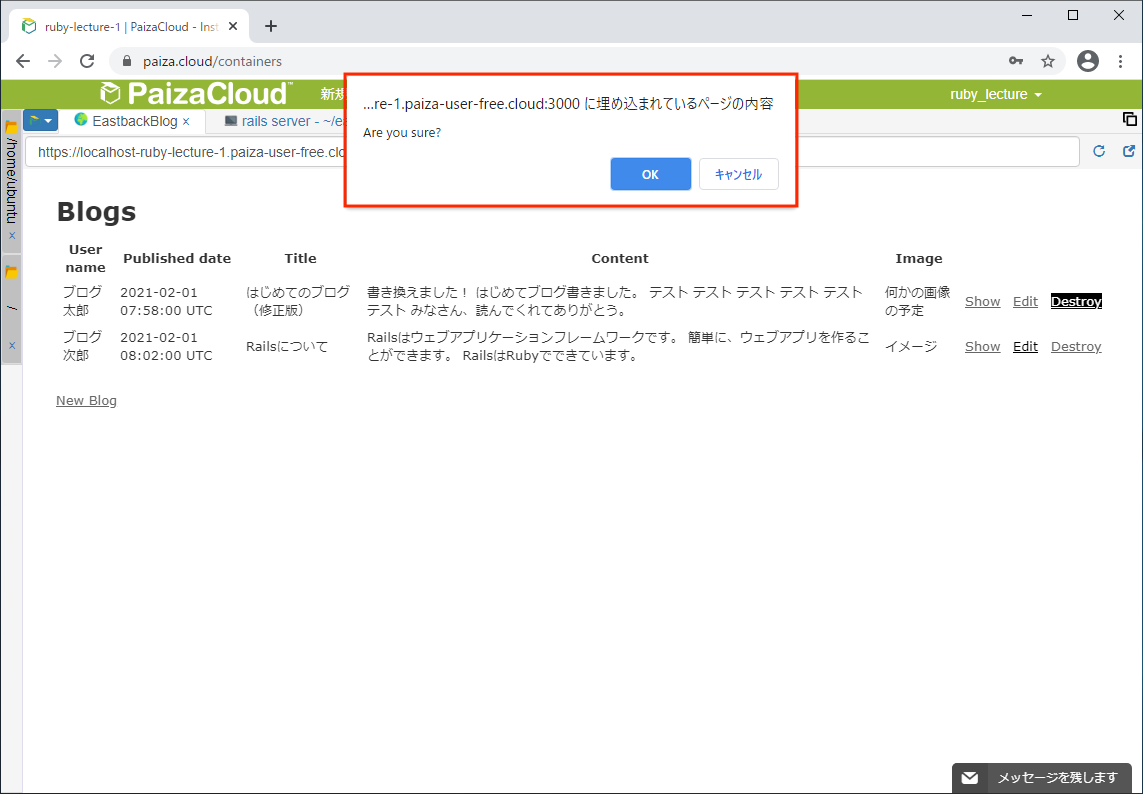 ruby-lecture-1 | PaizaCloud - Inst
paiza.cloud/containers
PaizaCloud™ 新規
ruby_lecture
...re-1.paiza-user-free.cloud:3000 に埋め込まれているページの内容
Are you sure?
OK キャンセル
EastbackBlog × rails server - ~/e
/home/ubuntu
/
https://localhost-ruby-lecture-1.paiza-user-free.clo
Blogs
User name Published date Title Content Image
ブログ 2021-02-01 はじめてのブログ 書き換えました！ はじめてブログ書きました。 テスト テスト テスト テスト テスト 何かの画像
太郎 07:58:00 UTC （修正版） テスト みなさん、読んでくれてありがとう。 の予定 Show Edit Destroy
ブログ 2021-02-01 Railsについて Railsはウェブアプリケーションフレームワークです。 簡単に、ウェブアプリを作るこ イメージ Show Edit Destroy
次郎 08:02:00 UTC とができます。 RailsはRubyでできています。
New Blog
メッセージを残します